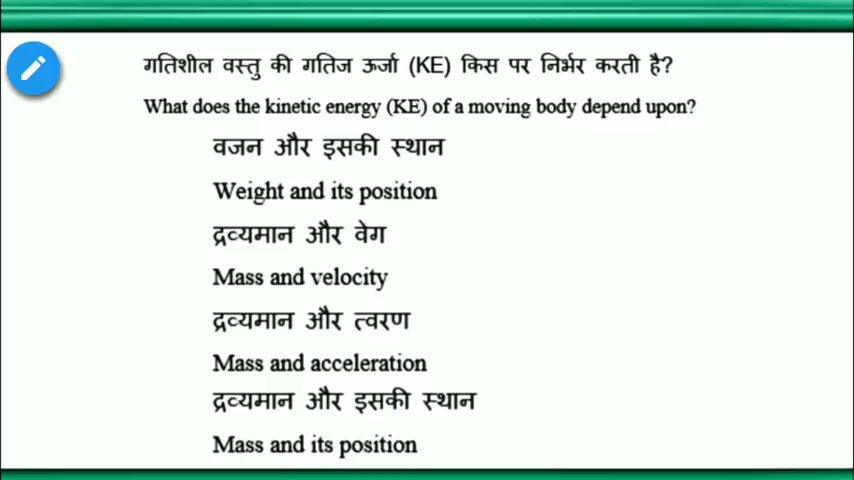 गतिशील वस्तु की गतिज ऊर्जा (KE) किस पर निर्भर करती है?
What does the kinetic energy (KE) of a moving body depend upon?
वजन और इसकी स्थान
Weight and its position
द्रव्यमान और वेग
Mass and velocity
द्रव्यमान और त्वरण
Mass and acceleration
द्रव्यमान और इसकी स्थान
Mass and its position